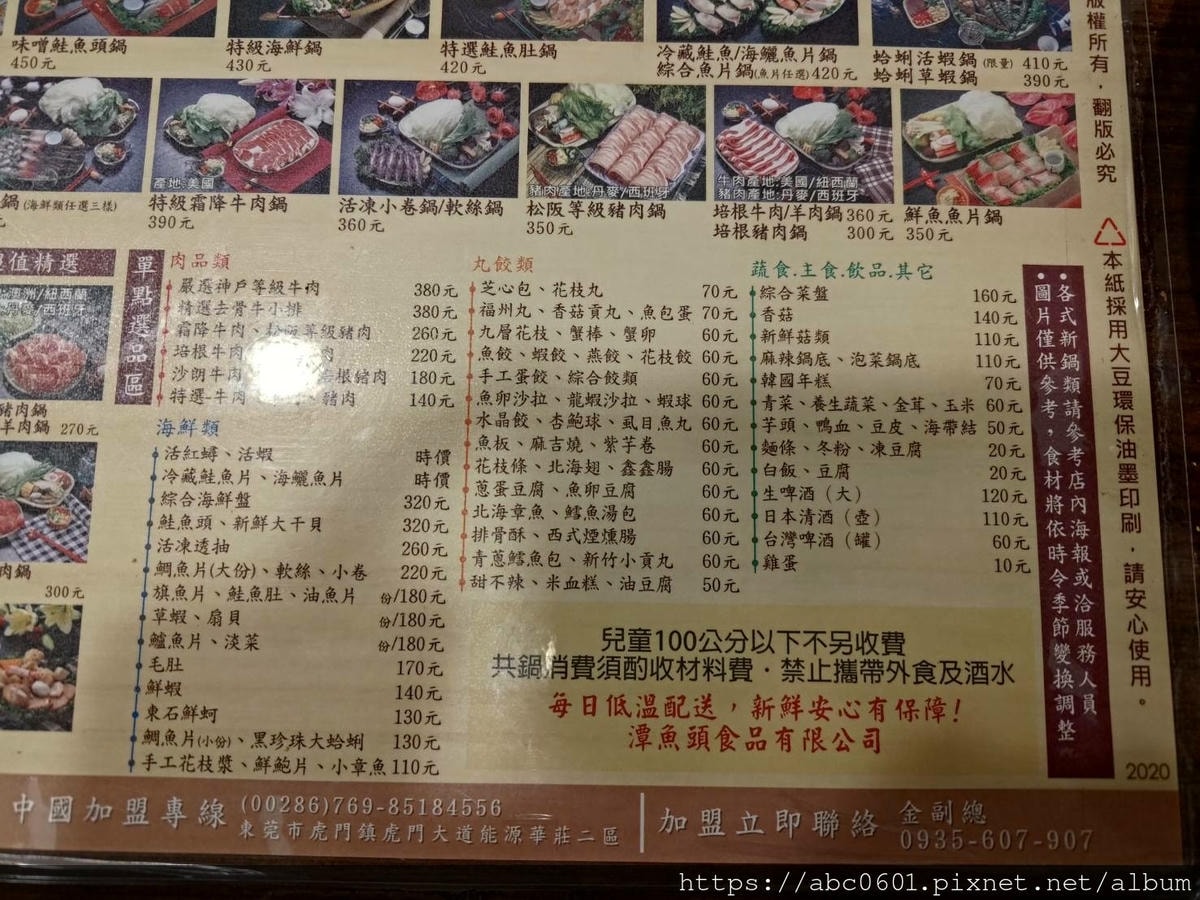 味噌鮭魚頭鍋
450元
特級海鮮鍋
430元
特選鮭魚肚鍋
420元
冷藏鮭魚/海鱺魚片鍋
綜合魚片鍋(魚片任選)420元
蛤蜊活蝦鍋(限量) 410元
蛤蜊草蝦鍋 390元
版權所有．翻版必究
鍋(海鮮類任選三樣)
產地:美國
特級霜降牛肉鍋
390元
活凍小卷鍋/軟絲鍋
360元
豬肉產地:丹麥/西班牙
松阪等級豬肉鍋
350元
牛肉產地:美國/紐西蘭
豬肉產地:丹麥/西班牙
培根牛肉/羊肉鍋 360元
培根豬肉鍋 300元
鮮魚魚片鍋
350元
值精選
澳洲/紐西蘭
丹麥/西班牙
豬肉鍋
羊肉鍋 270元
肉鍋
300元
單點選品區
肉品類
嚴選神戶等級牛肉 380元
精選去骨牛小排 380元
霜降牛肉、松阪等級豬肉 260元
培根牛肉 肉 220元
沙朗牛肉 培根豬肉 180元
特選-牛肉 豬肉 140元
海鮮類
活紅蟳、活蝦 時價
冷藏鮭魚片、海鱺魚片 時價
綜合海鮮盤 320元
鮭魚頭、新鮮大干貝 320元
活凍透抽 260元
鯛魚片(大份)、軟絲、小卷 220元
旗魚片、鮭魚肚、油魚片 份/180元
草蝦、扇貝 份/180元
鱸魚片、淡菜 份/180元
毛肚 170元
鮮蝦 140元
東石鮮蚵 130元
鯛魚片(小份)、黑珍珠大蛤蜊 130元
手工花枝漿、鮮鮑片、小章魚 110元
丸餃類
芝心包、花枝丸 70元
福州丸、香菇貢丸、魚包蛋 70元
九層花枝、蟹棒、蟹卵 60元
魚餃、蝦餃、燕餃、花枝餃 60元
手工蛋餃、綜合餃類 60元
魚卵沙拉、龍蝦沙拉、蝦球 60元
水晶餃、杏鮑球、虱目魚丸 60元
魚板、麻吉燒、紫芋卷 60元
花枝條、北海翅、鑫鑫腸 60元
蔥蛋豆腐、魚卵豆腐 60元
北海章魚、鱈魚湯包 60元
排骨酥、西式煙燻腸 60元
青蔥鱈魚包、新竹小貢丸 60元
甜不辣、米血糕、油豆腐 50元
蔬食.主食.飲品.其它
綜合菜盤 160元
香菇 140元
新鮮菇類 110元
麻辣鍋底、泡菜鍋底 110元
韓國年糕 70元
青菜、養生蔬菜、金茸、玉米 60元
芋頭、鴨血、豆皮、海帶結 50元
麵條、冬粉、凍豆腐 20元
白飯、豆腐 20元
生啤酒（大） 120元
日本清酒（壺） 110元
台灣啤酒（罐） 60元
雞蛋 10元
●各式新鍋類請參考店內海報或洽服務人員
●圖片僅供參考，食材將依時令季節變換調整
本紙採用大豆環保油墨印刷．請安心使用。
兒童100公分以下不另收費
共鍋消費須酌收材料費．禁止攜帶外食及酒水
每日低溫配送，新鮮安心有保障!
潭魚頭食品有限公司
2020
中國加盟專線 (00286)769-85184556
東莞市虎門鎮虎門大道能源華莊二區
加盟立即聯絡 金副總
0935-607-907
https://abc0601.pixnet.net/album